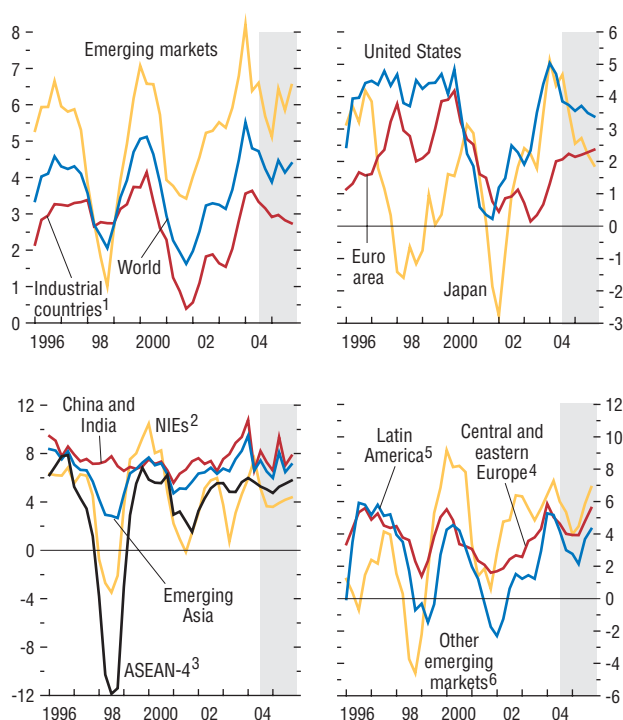 8
7
6
5
4
3
2
1
0
Emerging markets
World
Industrial
countries1
1996 98 2000 02 04
6
5
4
3
2
1
0
-1
-2
-3
United States
Euro
area
Japan
1996 98 2000 02 04
12
8
4
0
-4
-8
-12
China and
India
NIEs2
Emerging
Asia
ASEAN-43
1996 98 2000 02 04
12
10
8
6
4
2
0
-2
-4
-6
Latin
America5
Central and
eastern
Europe4
Other
emerging
markets6
1996 98 2000 02 04